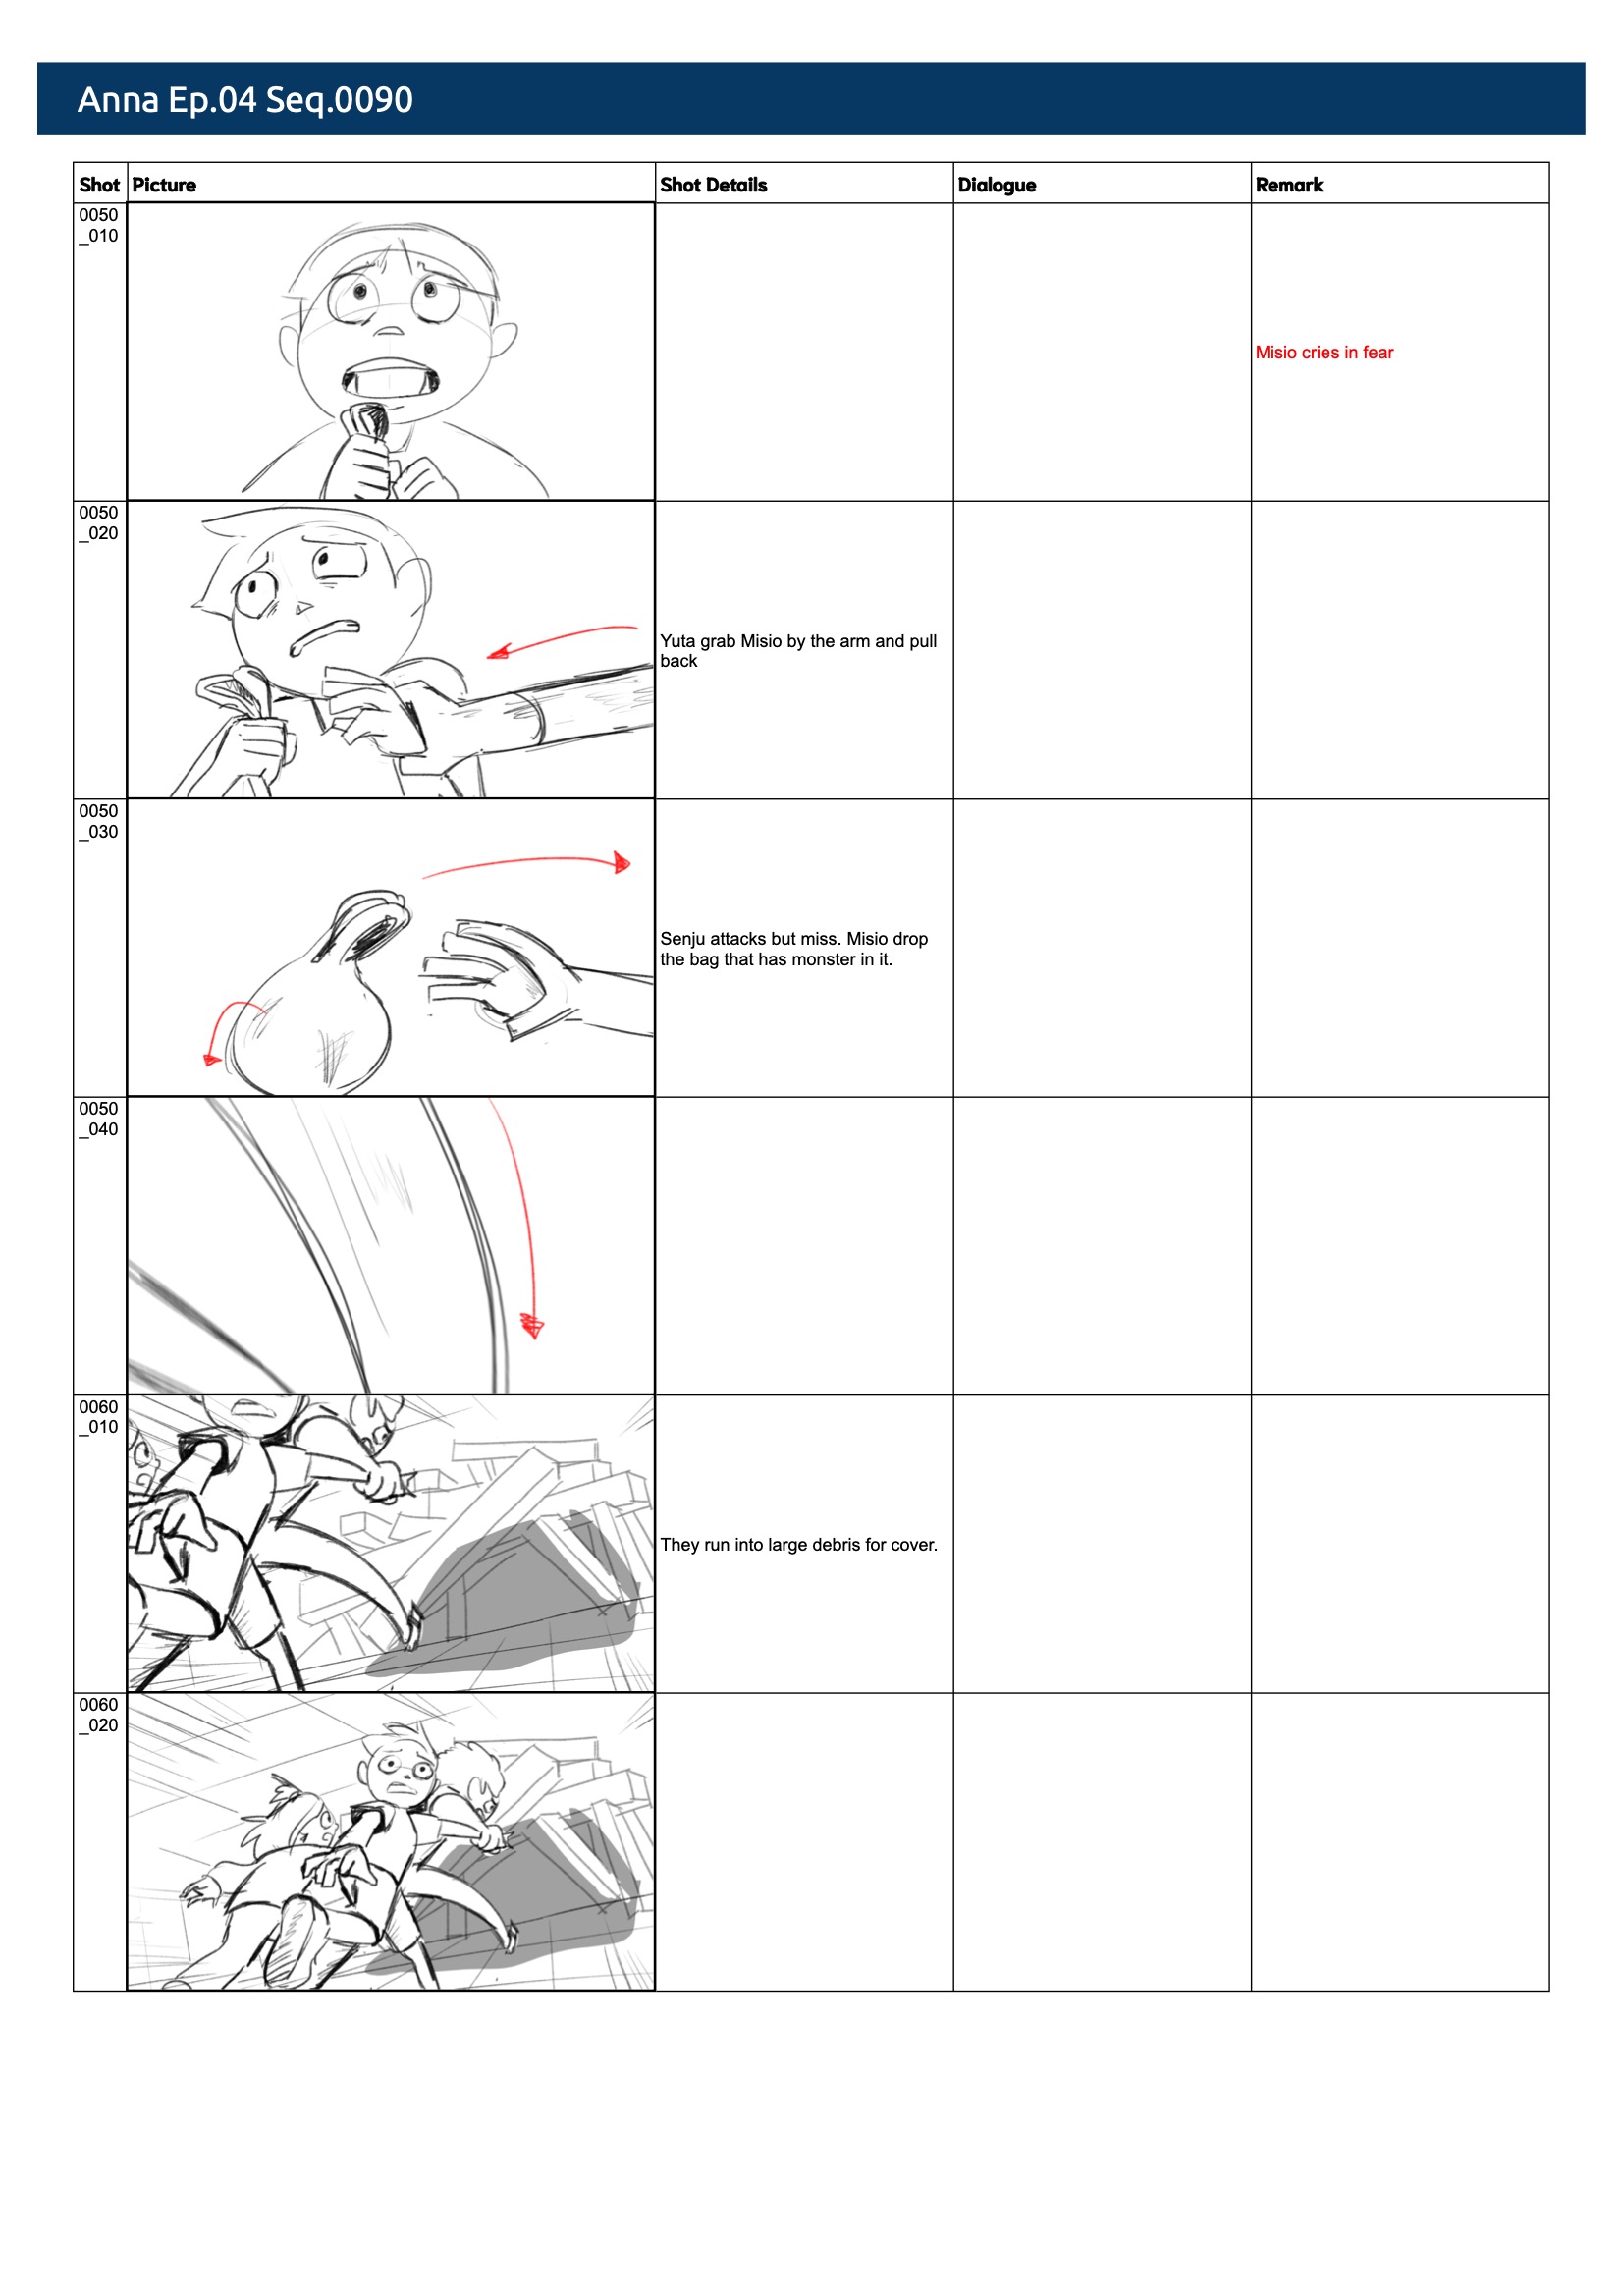 Anna Ep.04 Seq.0090
Shot Picture Shot Details Dialogue Remark
0050
_010
Misio cries in fear
0050
_020
Yuta grab Misio by the arm and pull
back
0050
_030
Senju attacks but miss. Misio drop
the bag that has monster in it.
0050
_040
0060
_010
They run into large debris for cover.
0060
_020